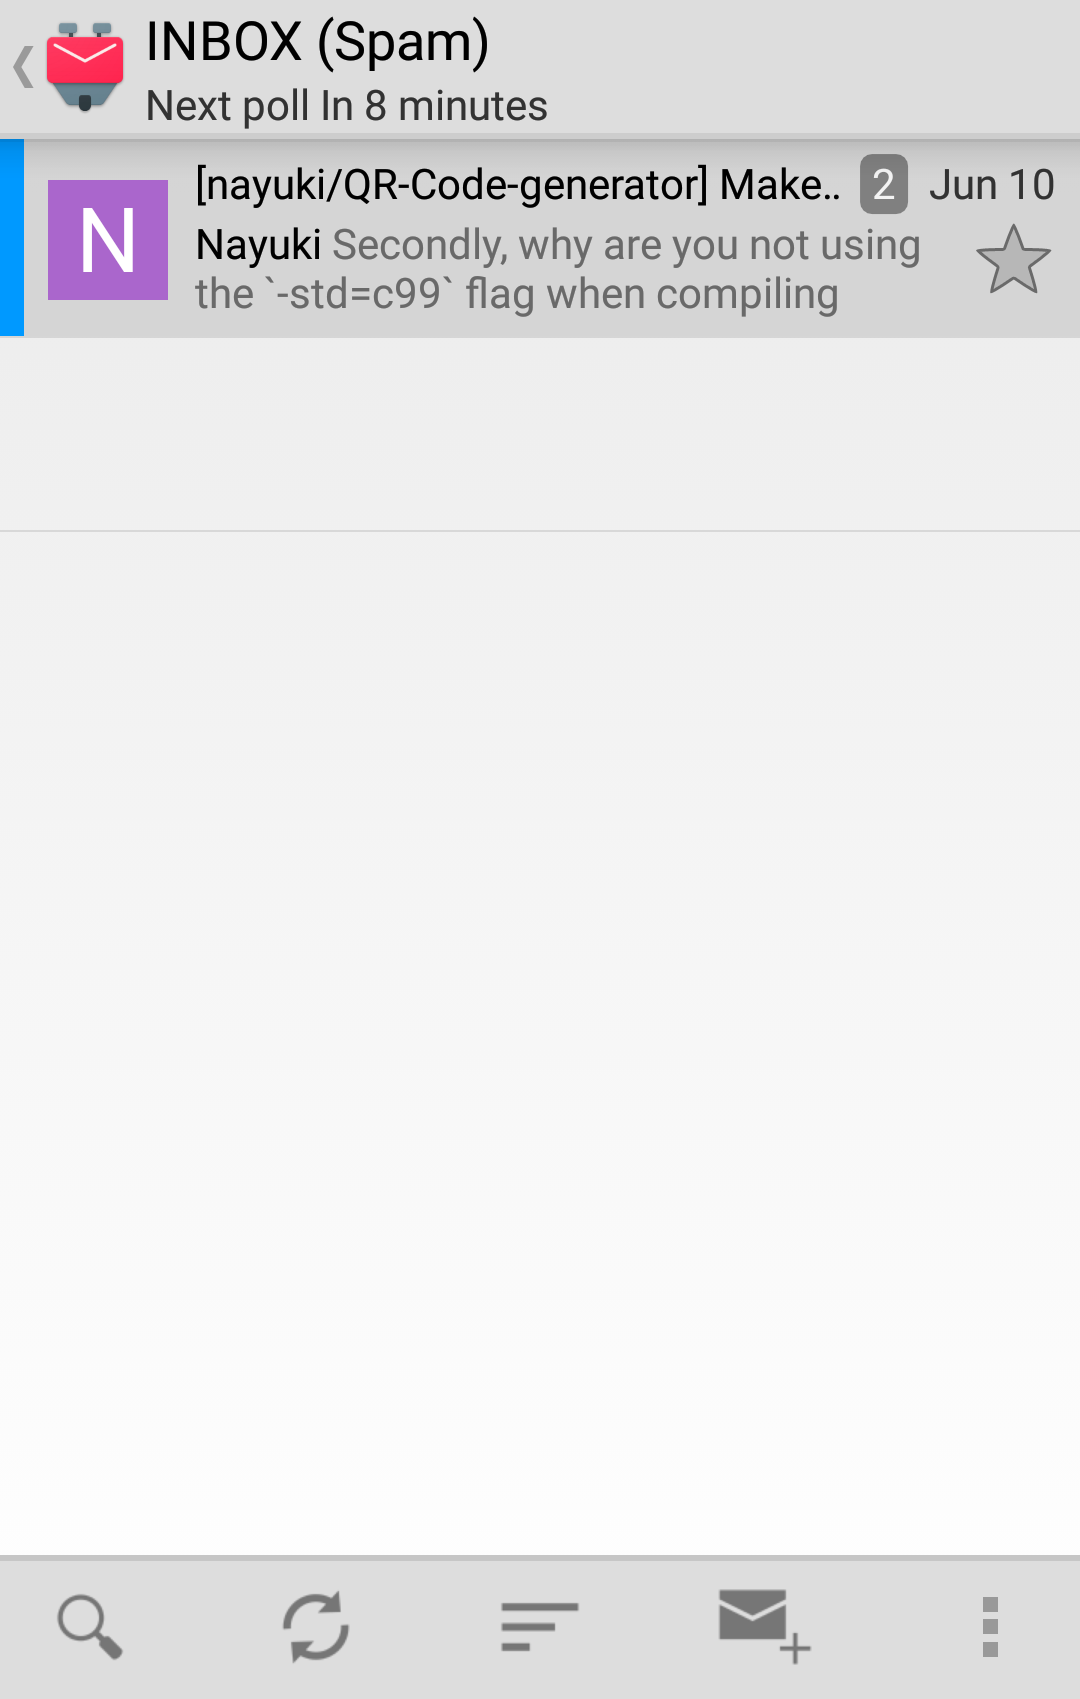 INBOX (Spam)
Next poll In 8 minutes
N
[nayuki/QR-Code-generator] Make.. 2 Jun 10
Nayuki Secondly, why are you not using
the `-std=c99` flag when compiling